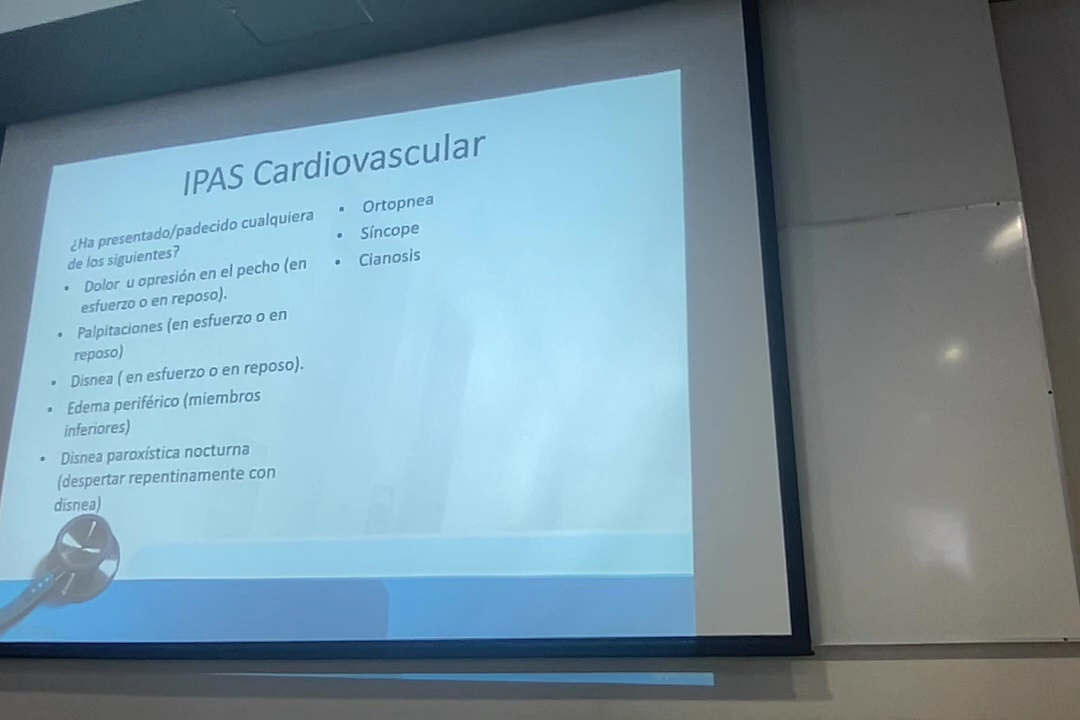 IPAS Cardiovascular
¿Ha presentado/padecido cualquiera
de los siguientes?
• Dolor u opresión en el pecho (en
esfuerzo o en reposo).
• Palpitaciones (en esfuerzo o en
reposo)
• Disnea ( en esfuerzo o en reposo).
• Edema periférico (miembros
inferiores)
• Disnea paroxística nocturna
(despertar repentinamente con
disnea)
• Ortopnea
• Síncope
• Cianosis